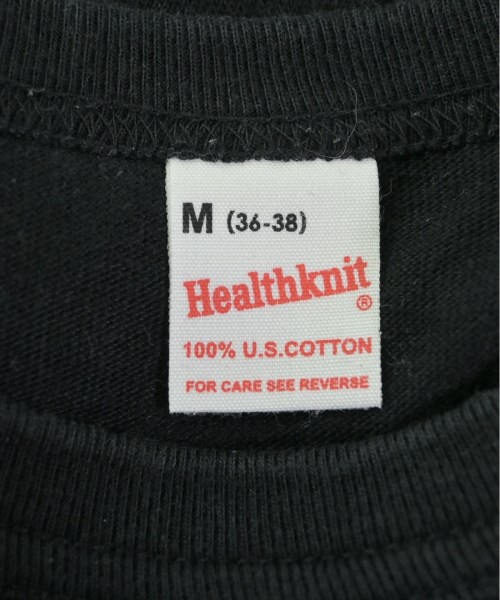 M (36-38)
Healthknit
®
100% U.S.COTTON
FOR CARE SEE REVERSE